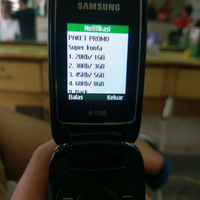 SAMSUNG
Notifikasi
PAKET PROMO
Super kuota
1.20Rb/ 1GB
2.30Rb/ 3GB
3.45Rb/ 5GB
4.60Rb/ 8GB
Balas Keluar
DUOS